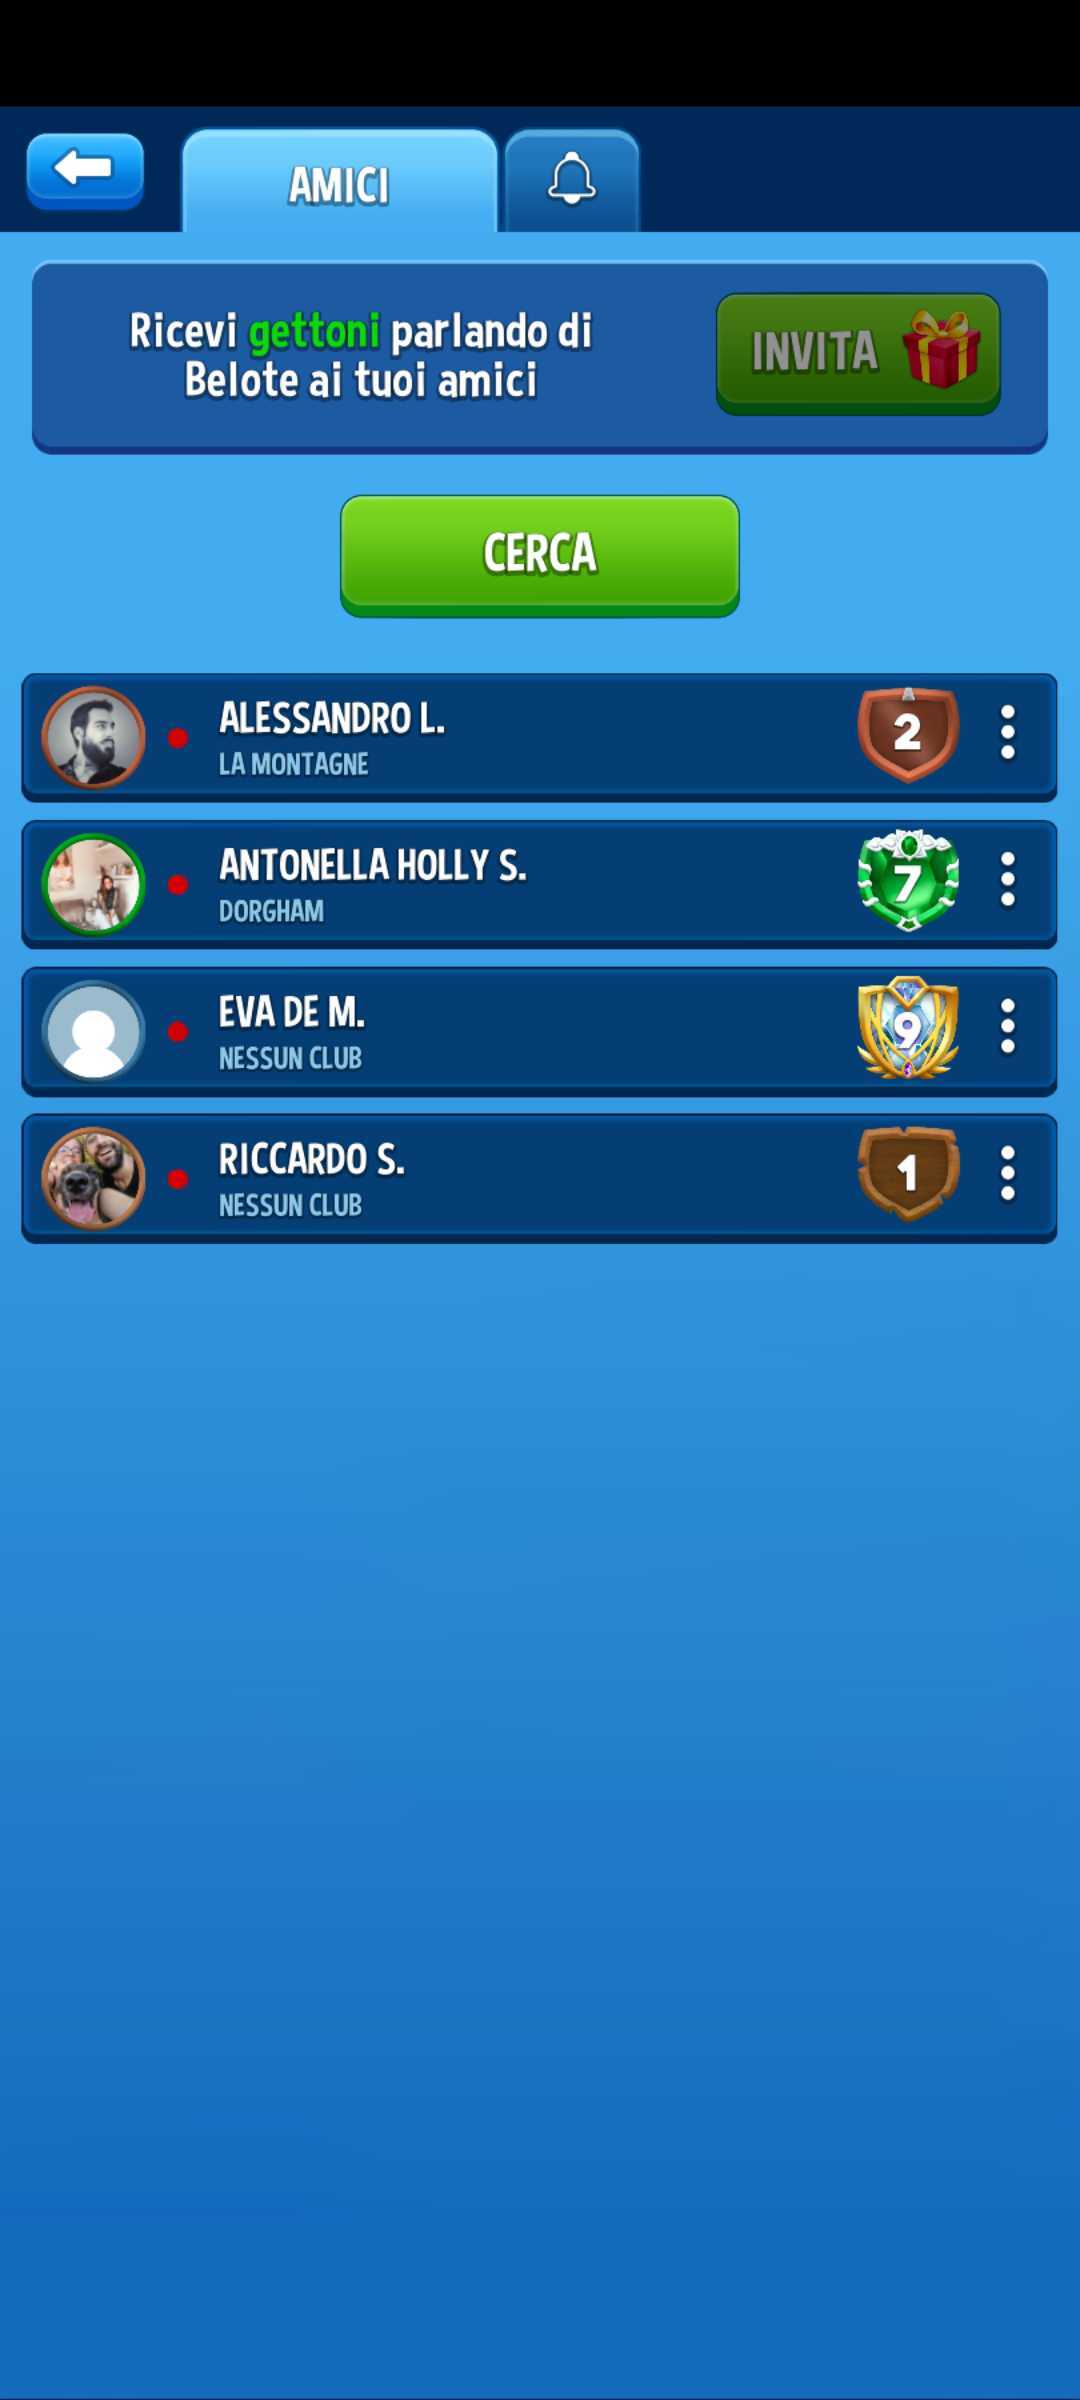 AMICI
Ricevi gettoni parlando di
Belote ai tuoi amici
INVITA
CERCA
ALESSANDRO L.
LA MONTAGNE
2
ANTONELLA HOLLY S.
DORGHAM
7
EVA DE M.
NESSUN CLUB
9
RICCARDO S.
NESSUN CLUB
1